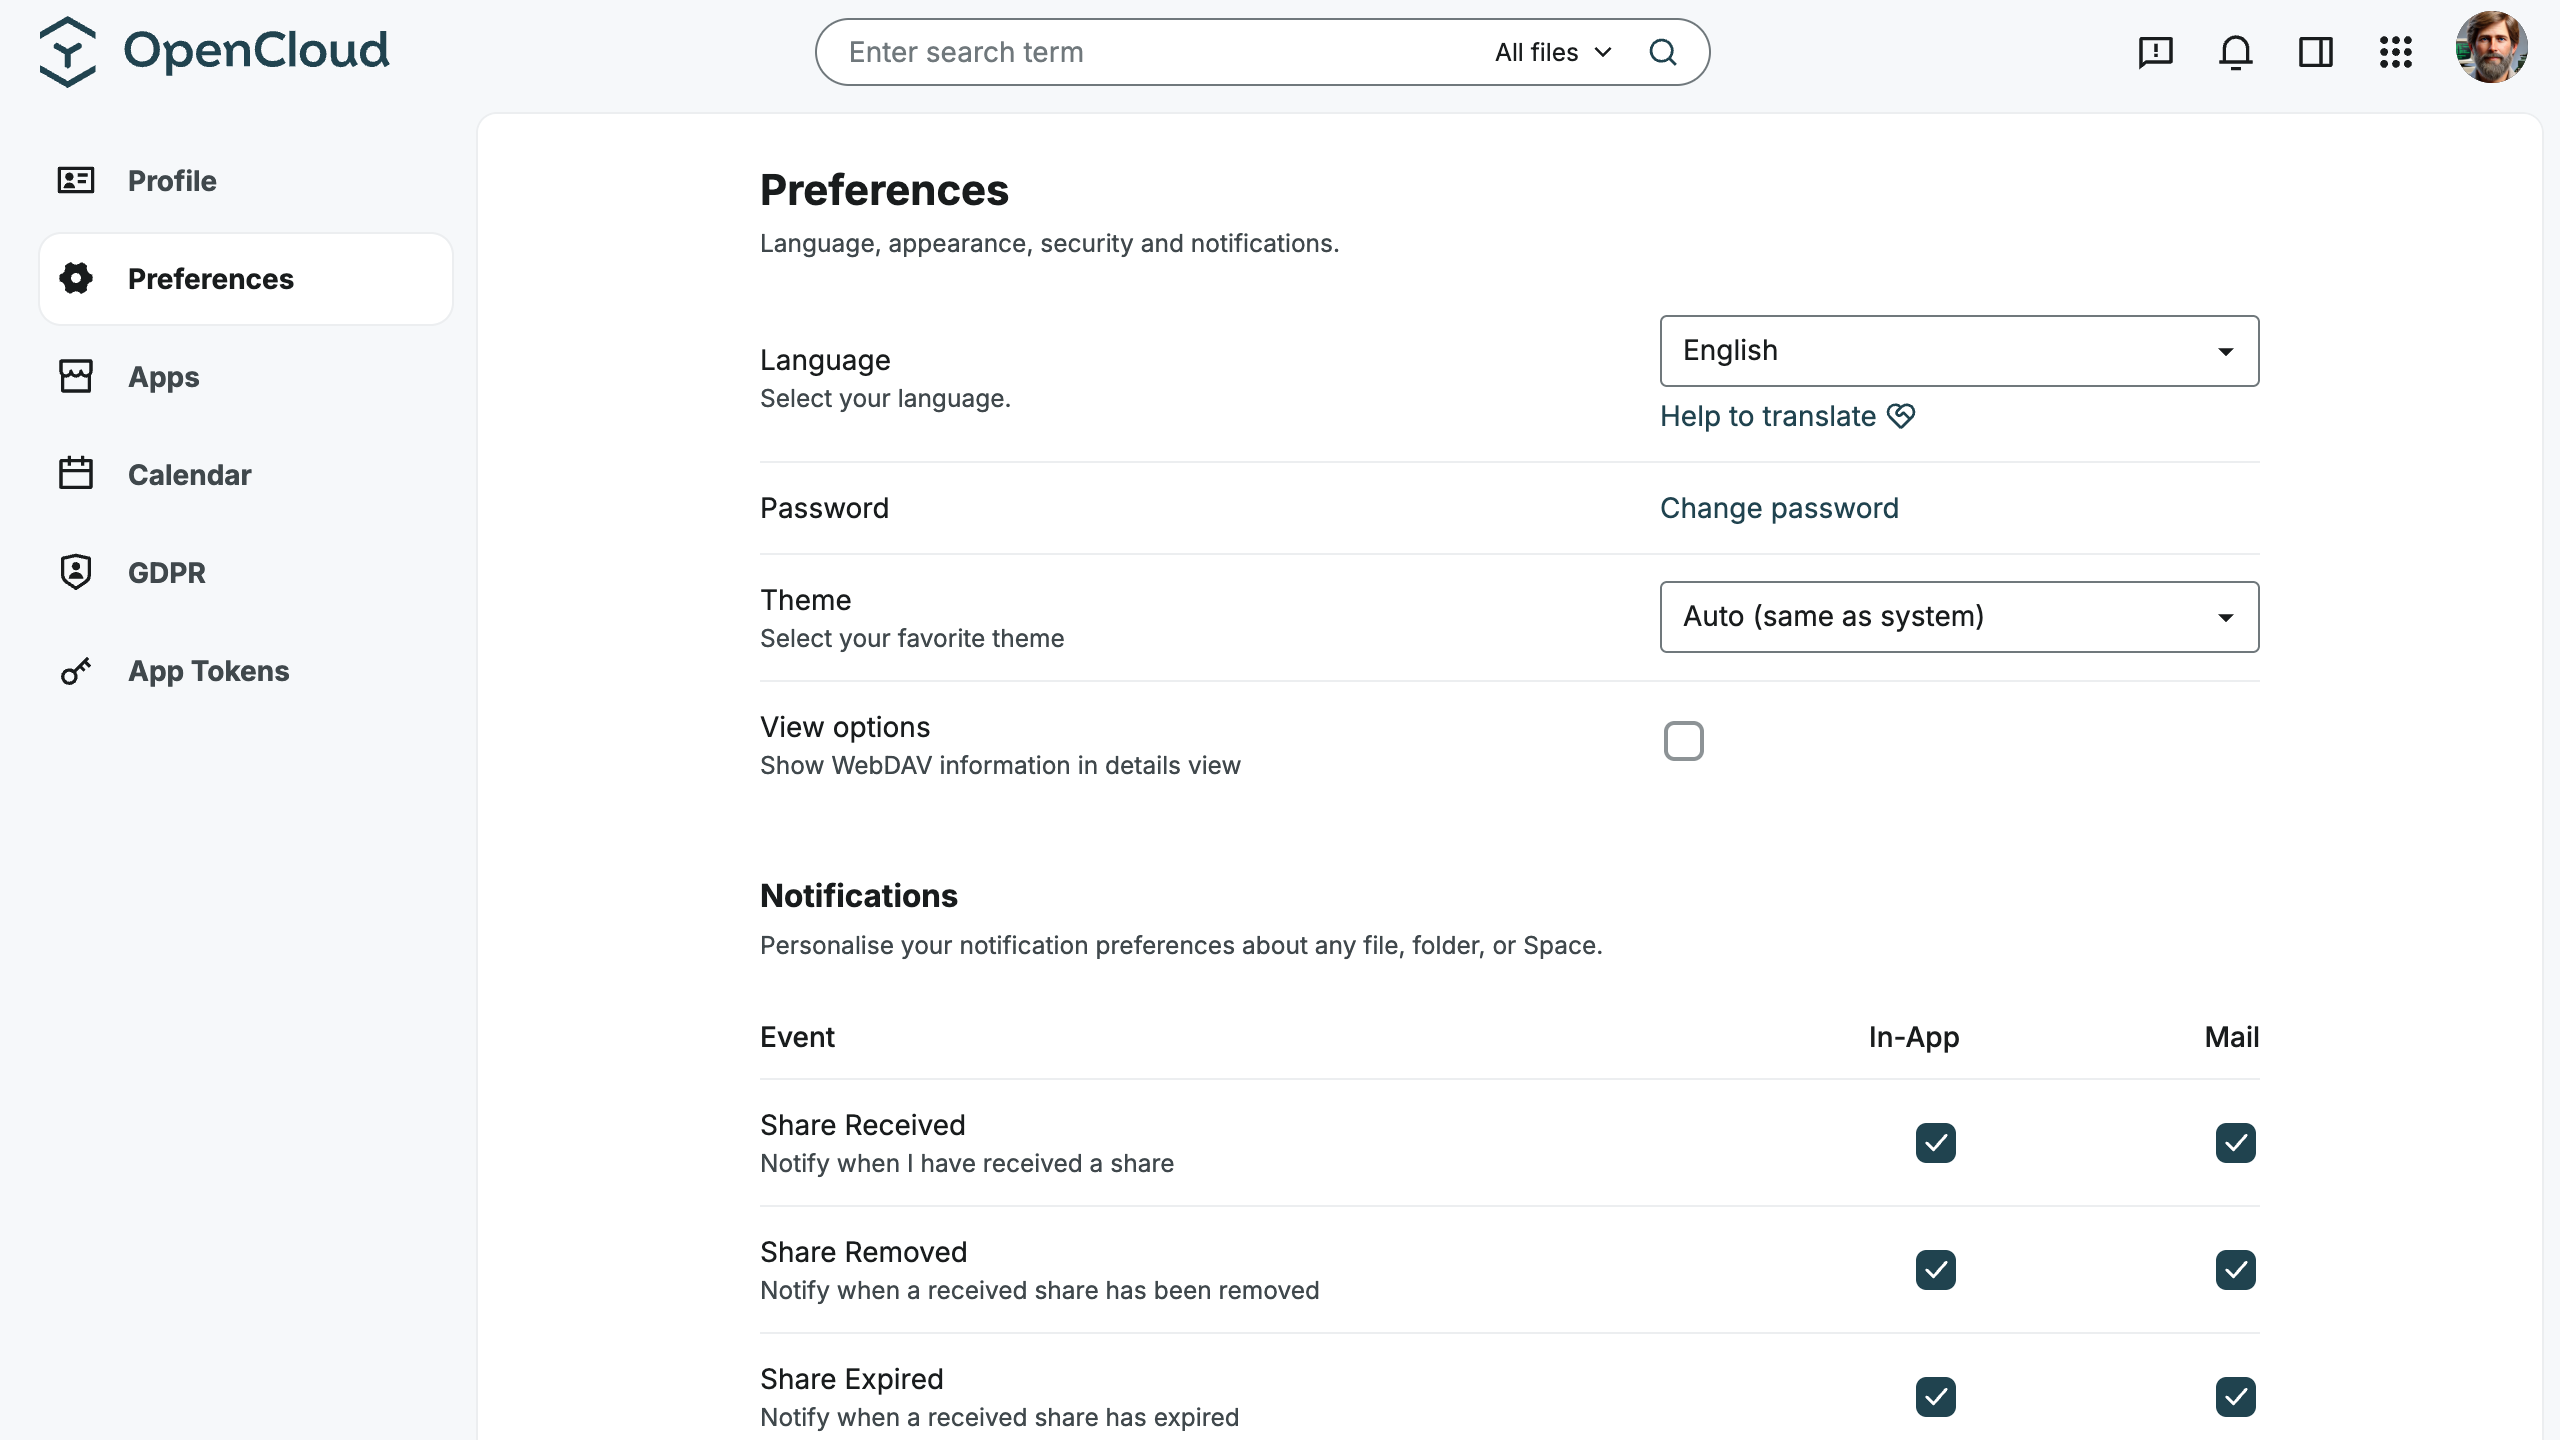 OpenCloud
Enter search term
All files
Profile
Preferences
Apps
Calendar
GDPR
App Tokens
Preferences
Language, appearance, security and notifications.
Language
Select your language.
English
Help to translate
Password
Change password
Theme
Select your favorite theme
Auto (same as system)
View options
Show WebDAV information in details view
Notifications
Personalise your notification preferences about any file, folder, or Space.
Event In-App Mail
Share Received
Notify when I have received a share
Share Removed
Notify when a received share has been removed
Share Expired
Notify when a received share has expired